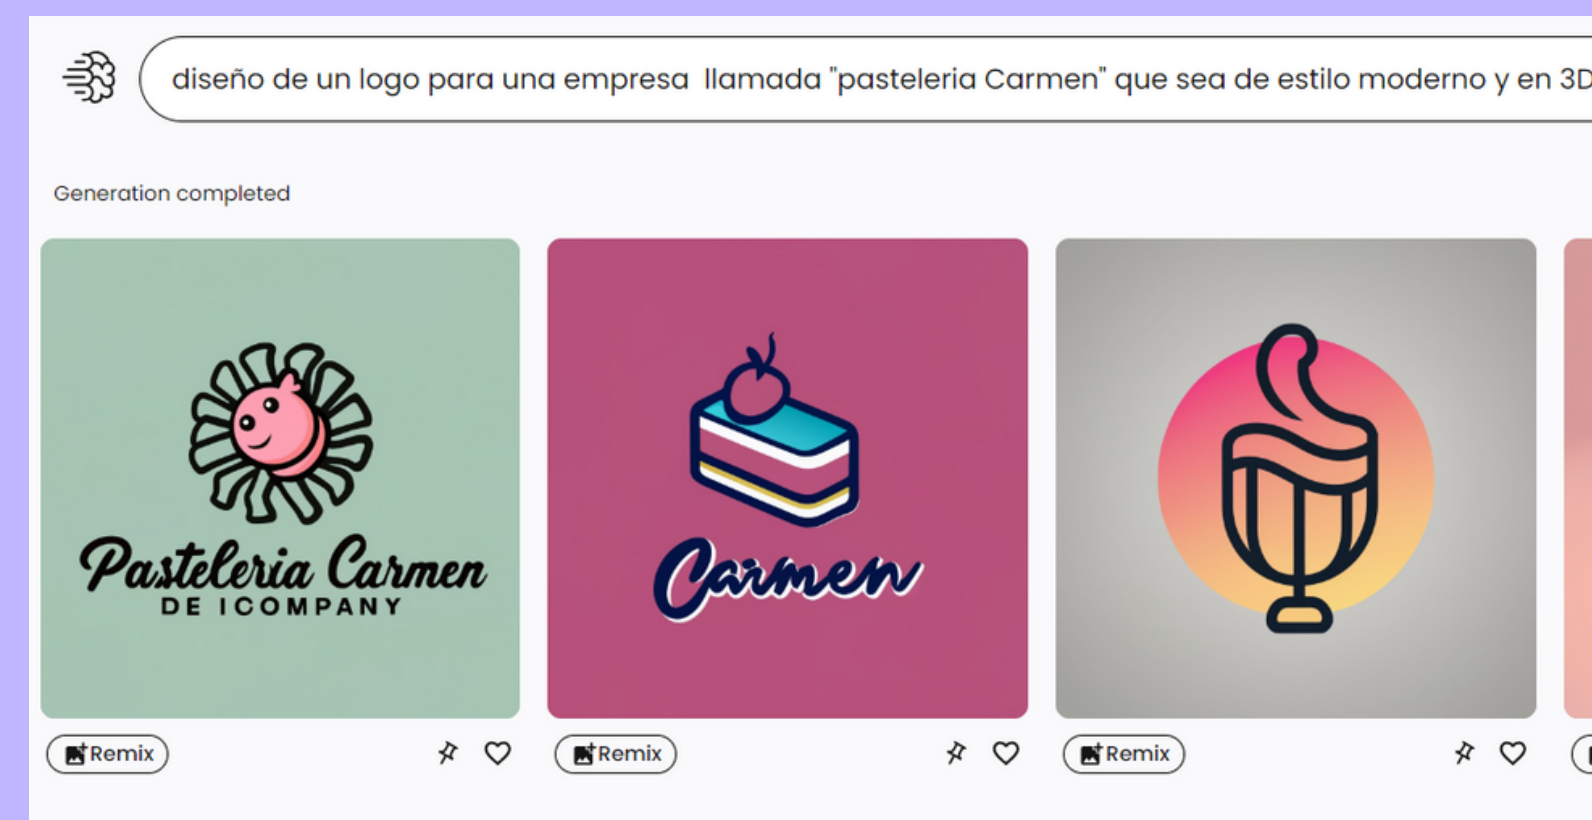 diseño de un logo para una empresa  llamada "pasteleria Carmen" que sea de estilo moderno y en 3D
Generation completed
Pasteleria Carmen
DE ICOMPANY
Carmen
Remix
Remix
Remix